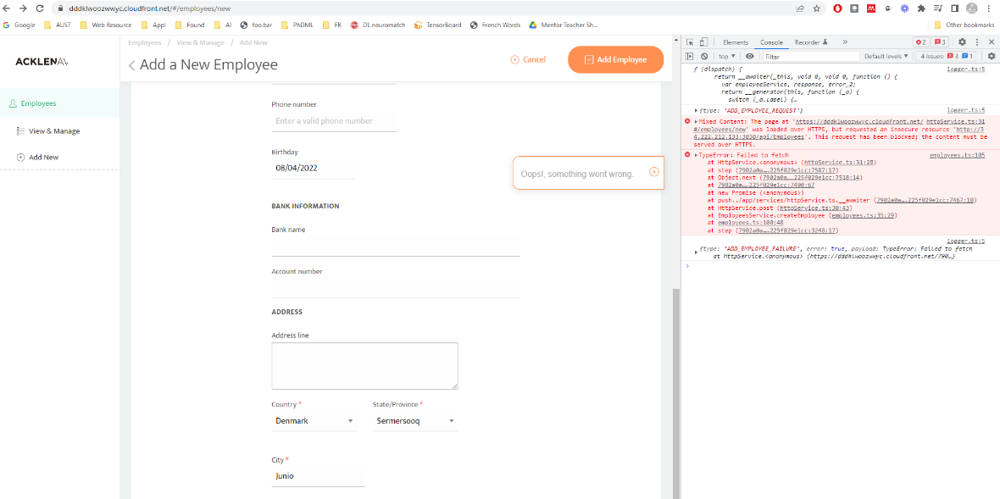 dddklwoozwwyc.cloudfront.net/#/employees/new
Google AUST Web Resource Appl Found AI foo.bar PhDML FR DL neuromatch TensorBoard French Words Mentor Teacher Sh... Other bookmarks
ACKLENAV
Employees
View & Manage
Add New
Employees / View & Manage / Add New
Add a New Employee
Cancel
Add Employee
Phone number
Enter a valid phone number
Birthday
08/04/2022
Oops!, something went wrong.
BANK INFORMATION
Bank name
Account number
ADDRESS
Address line
Country * State/Province *
Denmark Sermersooq
City *
Junio
Elements Console Recorder 2 3
top Filter Default levels 4 Issues: 3 1
ƒ (dispatch) { logger.ts:5
return __awaiter(_this, void 0, void 0, function () {
var employeeService, response, error_2;
return __generator(this, function (_a) {
switch (_a.label) {…
{type: 'ADD_EMPLOYEE_REQUEST'} logger.ts:5
Mixed Content: The page at 'https://dddklwoozwwyc.cloudfront.net/ httpService.ts:31
#/employees/new' was loaded over HTTPS, but requested an insecure resource 'http://3
4.222.212.133:3030/api/Employees'. This request has been blocked; the content must be
served over HTTPS.
TypeError: Failed to fetch employees.ts:105
at HttpService.<anonymous> (httpService.ts:31:28)
at step (7902a0a….225f029e1cc:7587:17)
at Object.next (7902a0a….225f029e1cc:7518:14)
at 7902a0a….225f029e1cc:7490:67
at new Promise (<anonymous>)
at push../app/services/httpService.ts.__awaiter (7902a0a….225f029e1cc:7467:10)
at HttpService.post (httpService.ts:30:43)
at EmployeesService.createEmployee (employees.ts:35:29)
at employees.ts:100:48
at step (7902a0a….225f029e1cc:3248:17)
logger.ts:5
{type: 'ADD_EMPLOYEE_FAILURE', error: true, payload: TypeError: Failed to fetch
at HttpService.<anonymous> (https://dddklwoozwwyc.cloudfront.net/790…}